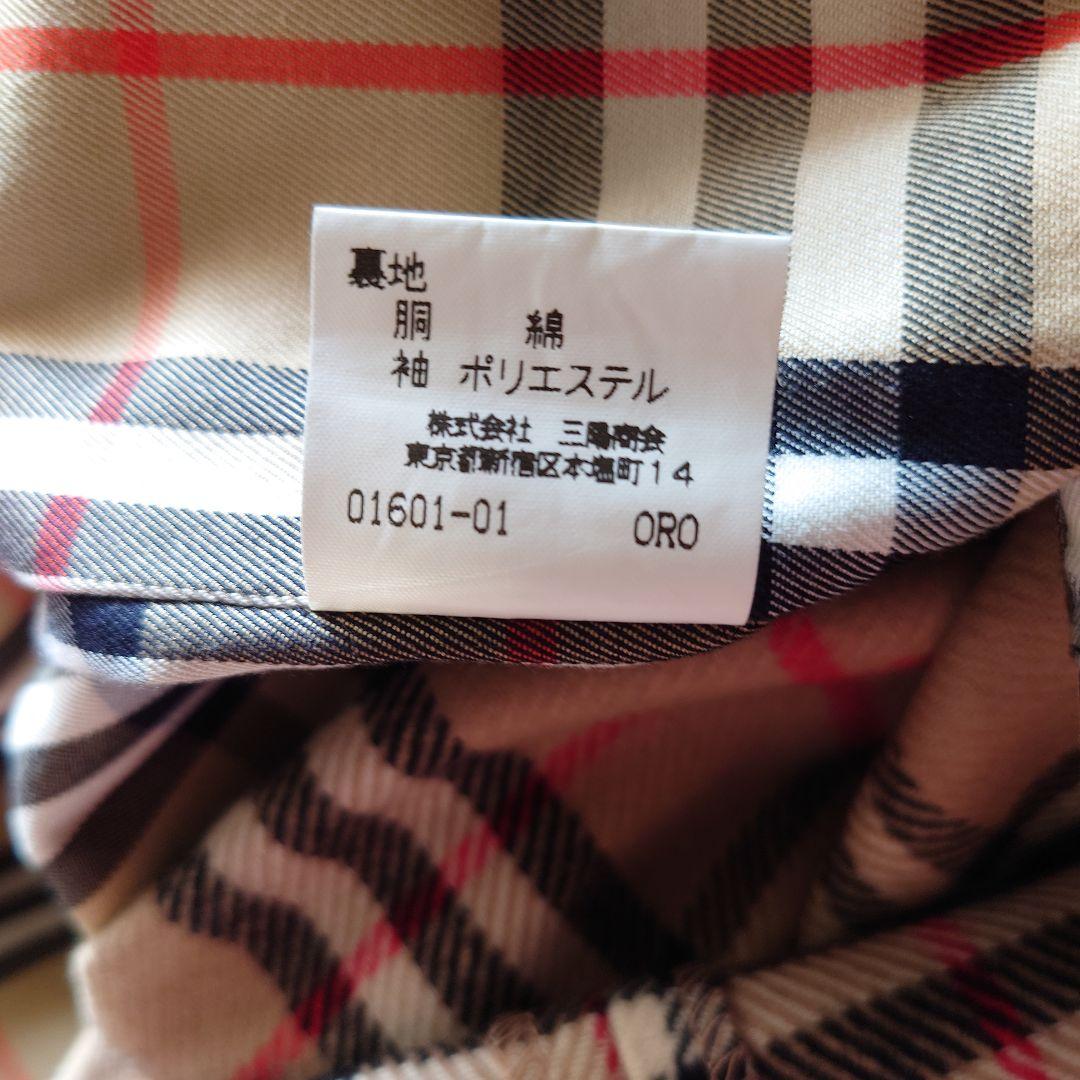 裏地
胴 綿
袖 ポリエステル
株式会社 三陽商会
東京都新宿区本塩町14
01601-01 ORO